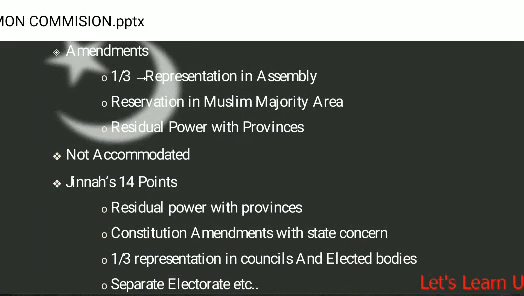 MON COMMISION.pptx
❖ Amendments
o 1/3 →Representation in Assembly
o Reservation in Muslim Majority Area
o Residual Power with Provinces
❖ Not Accommodated
❖ Jinnah's 14 Points
o Residual power with provinces
o Constitution Amendments with state concern
o 1/3 representation in councils And Elected bodies
o Separate Electorate etc..
Let's Learn U